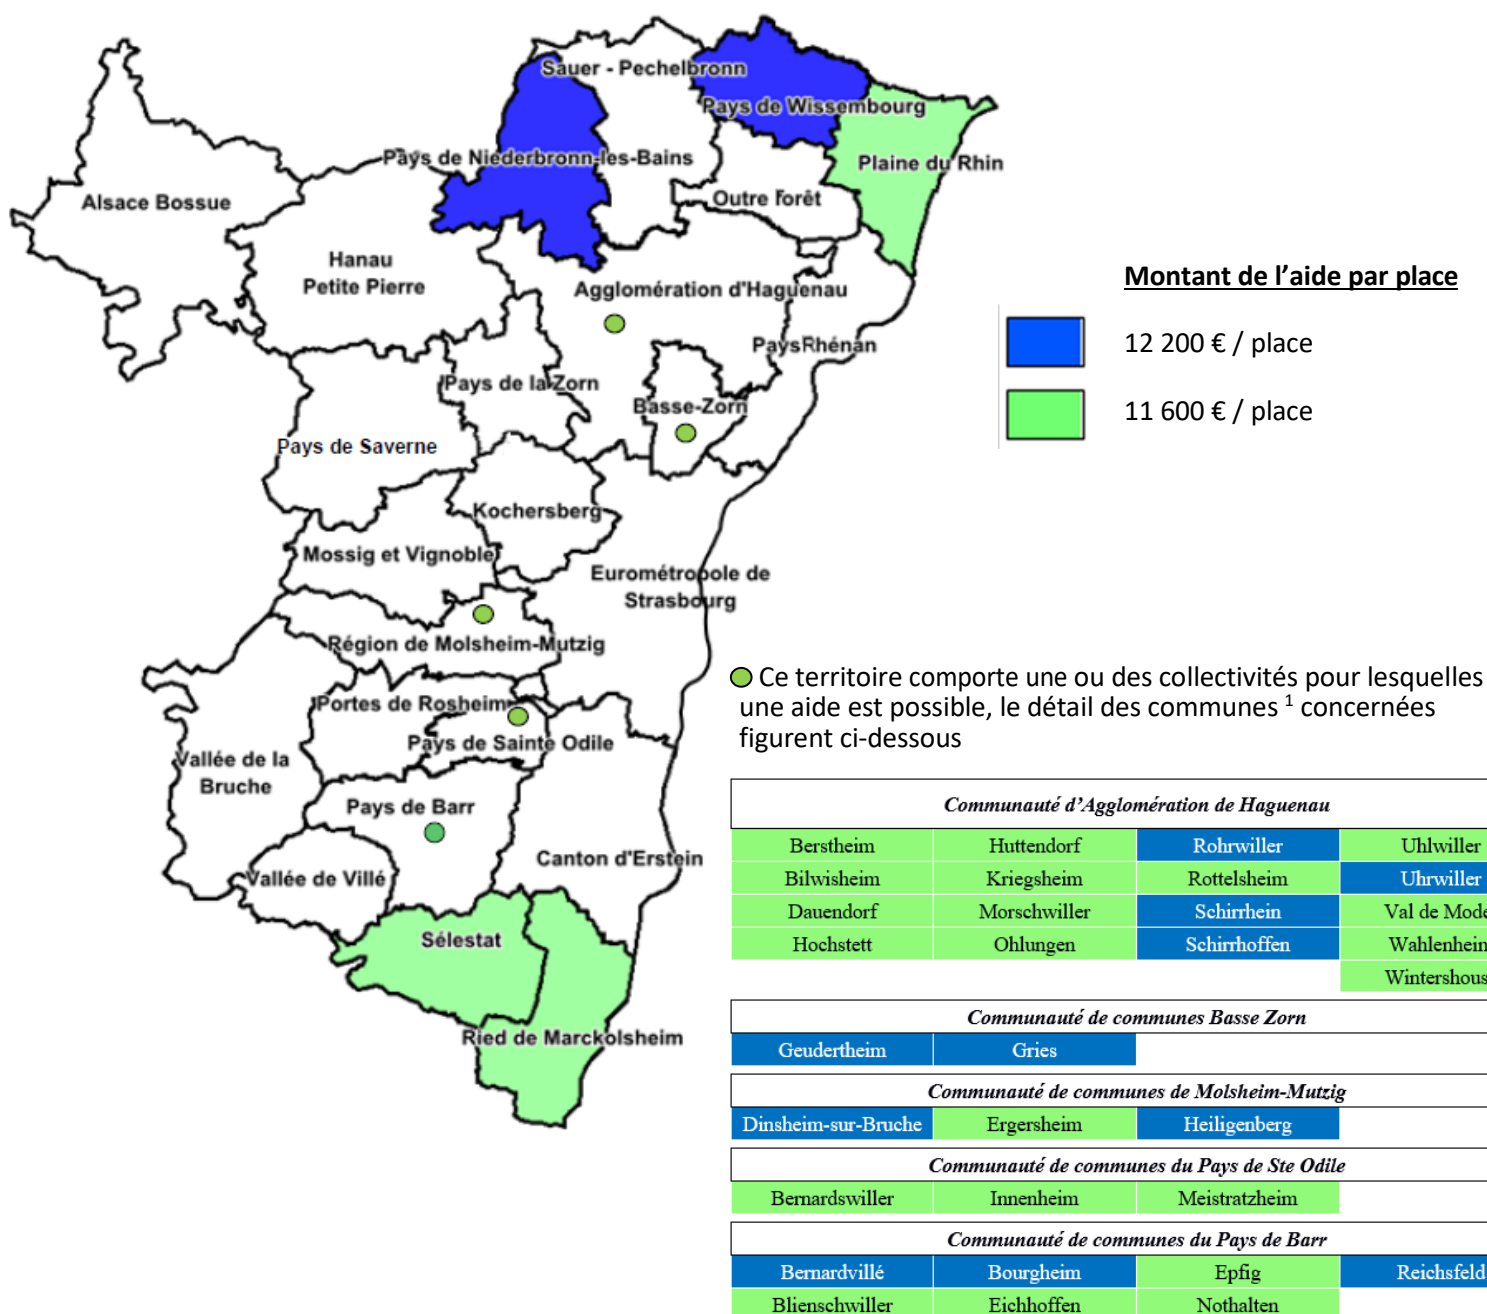 Sauer - Pechelbronn
Pays de Wissembourg
Pays de Niederbronn-les-Bains
Plaine du Rhin
Alsace Bossue
Outre forêt
Hanau
Petite Pierre
Agglomération d'Haguenau
Pays Rhénan
Pays de la Zorn
Basse-Zorn
Pays de Saverne
Kochersberg
Mossig et Vignoble
Eurométropole de
Strasbourg
Région de Molsheim-Mutzig
Portes de Rosheim
Pays de Sainte Odile
Vallée de la
Bruche
Pays de Barr
Canton d'Erstein
Vallée de Villé
Sélestat
Ried de Marckolsheim
Montant de l’aide par place
12 200 € / place
11 600 € / place
Ce territoire comporte une ou des collectivités pour lesquelles
une aide est possible, le détail des communes ¹ concernées
figurent ci-dessous
Communauté d’Agglomération de Haguenau
Berstheim Huttendorf Rohrwiller Uhlwiller
Bilwisheim Kriegsheim Rottelsheim Uhrwiller
Dauendorf Morschwiller Schirrhein Val de Mode
Hochstett Ohlungen Schirrhoffen Wahlenhein
Wintershous
Communauté de communes Basse Zorn
Geudertheim Gries
Communauté de communes de Molsheim-Mutzig
Dinsheim-sur-Bruche Ergersheim Heiligenberg
Communauté de communes du Pays de Ste Odile
Bernardswiller Innenheim Meistratzheim
Communauté de communes du Pays de Barr
Bernardvillé Bourgheim Epfig Reichsfeld
Blienschwiller Eichhoffen Nothalten